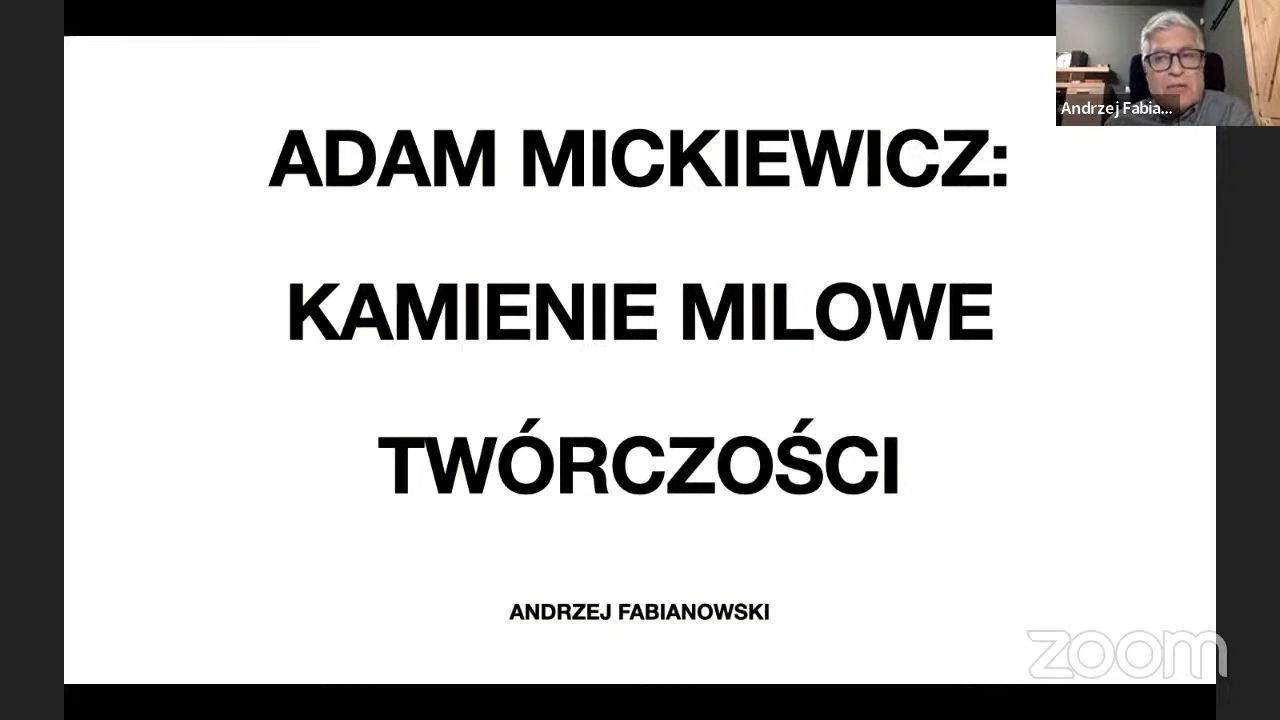 Andrzej Fabia...
ADAM MICKIEWICZ:
KAMIENIE MILOWE
TWÓRCZOŚCI
ANDRZEJ FABIANOWSKI
zoom